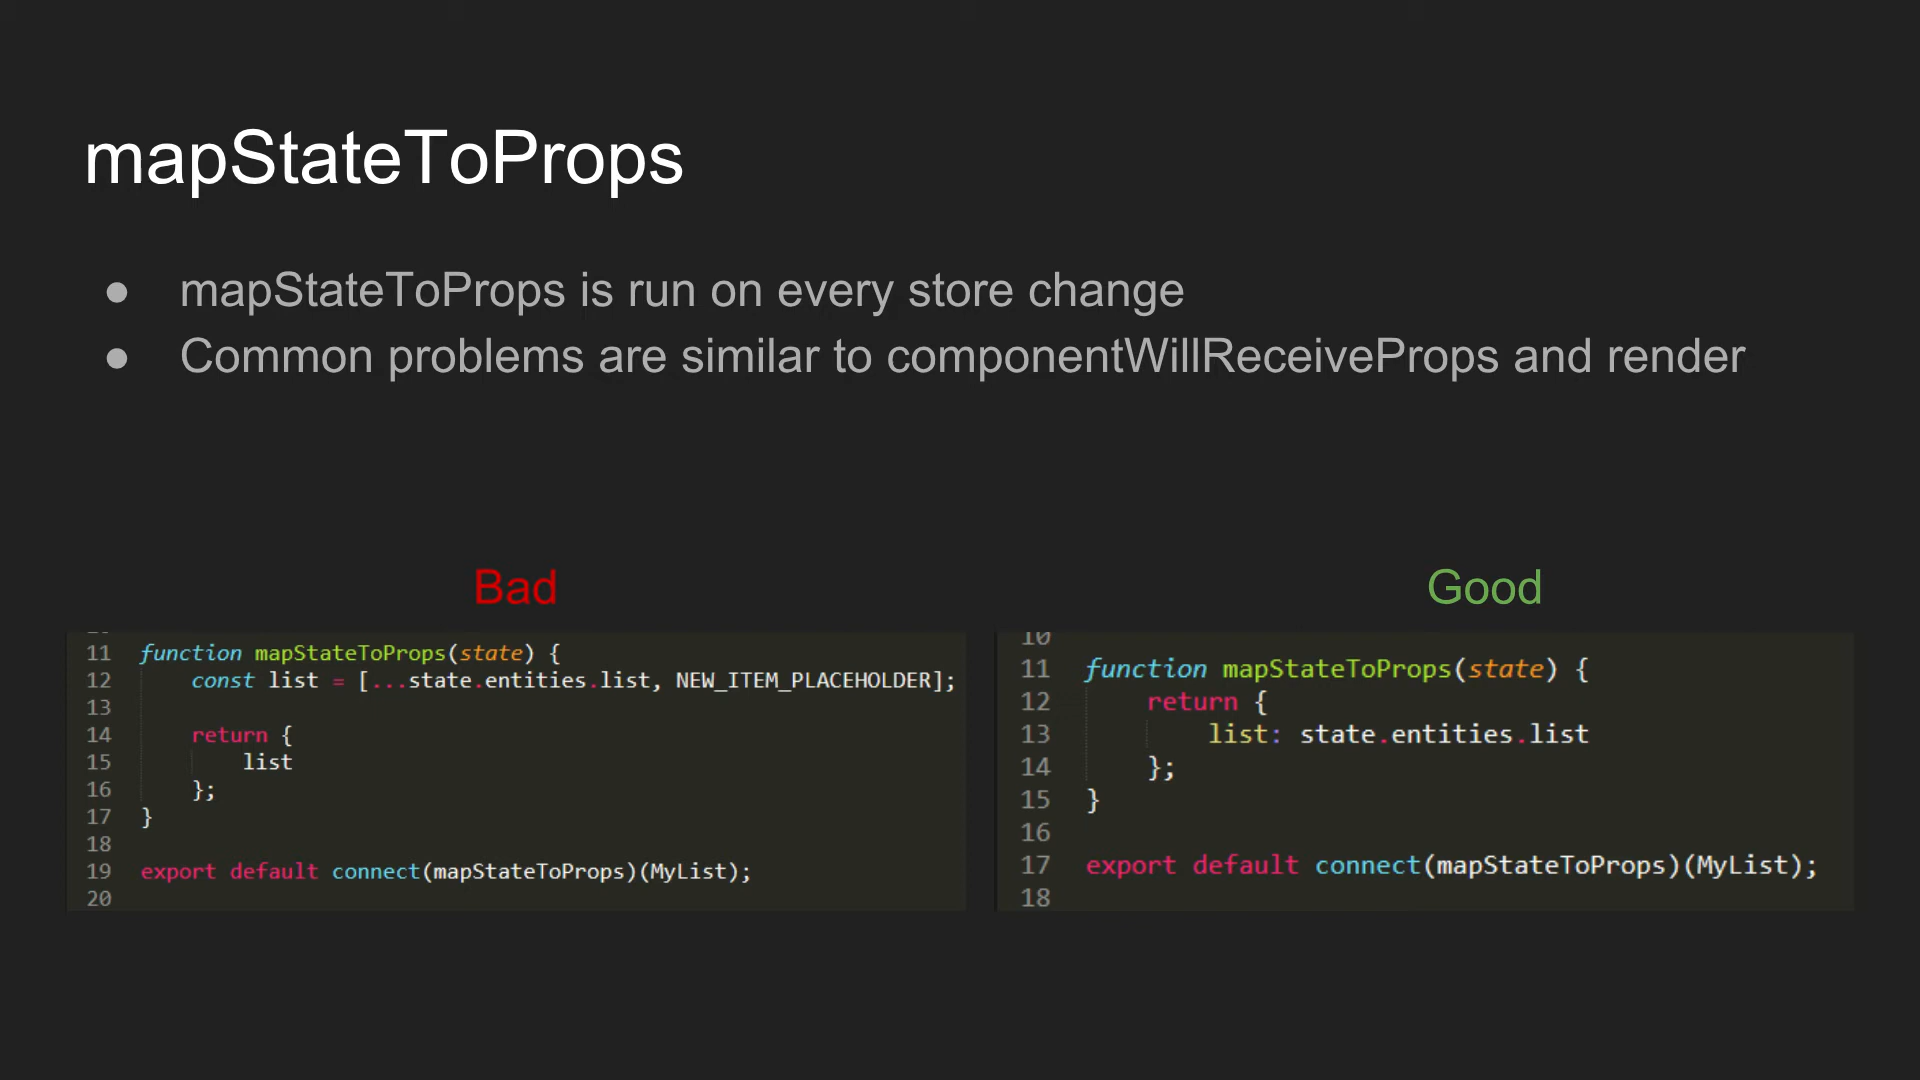 mapStateToProps
● mapStateToProps is run on every store change
● Common problems are similar to componentWillReceiveProps and render
Bad
11 function mapStateToProps(state) {
12 const list = [...state.entities.list, NEW_ITEM_PLACEHOLDER];
13
14 return {
15 list
16 };
17 }
18
19 export default connect(mapStateToProps)(MyList);
20
Good
10
11 function mapStateToProps(state) {
12 return {
13 list: state.entities.list
14 };
15 }
16
17 export default connect(mapStateToProps)(MyList);
18